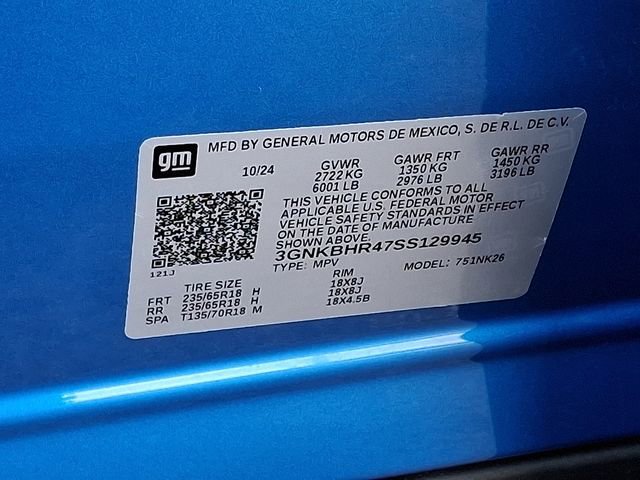 gm
MFD BY GENERAL MOTORS DE MEXICO, S. DE R.L. DE C.V.
10/24 GVWR GAWR FRT GAWR RR
2722 KG 1350 KG 1450 KG
6001 LB 2976 LB 3196 LB
THIS VEHICLE CONFORMS TO ALL
APPLICABLE U.S. FEDERAL MOTOR
VEHICLE SAFETY STANDARDS IN EFFECT
ON THE DATE OF MANUFACTURE
SHOWN ABOVE.
3GNKBHR47SS129945
121J
TYPE: MPV MODEL: 751NK26
TIRE SIZE RIM
FRT 235/65R18 H 18X8J
RR 235/65R18 H 18X8J
SPA T135/70R18 M 18X4.5B